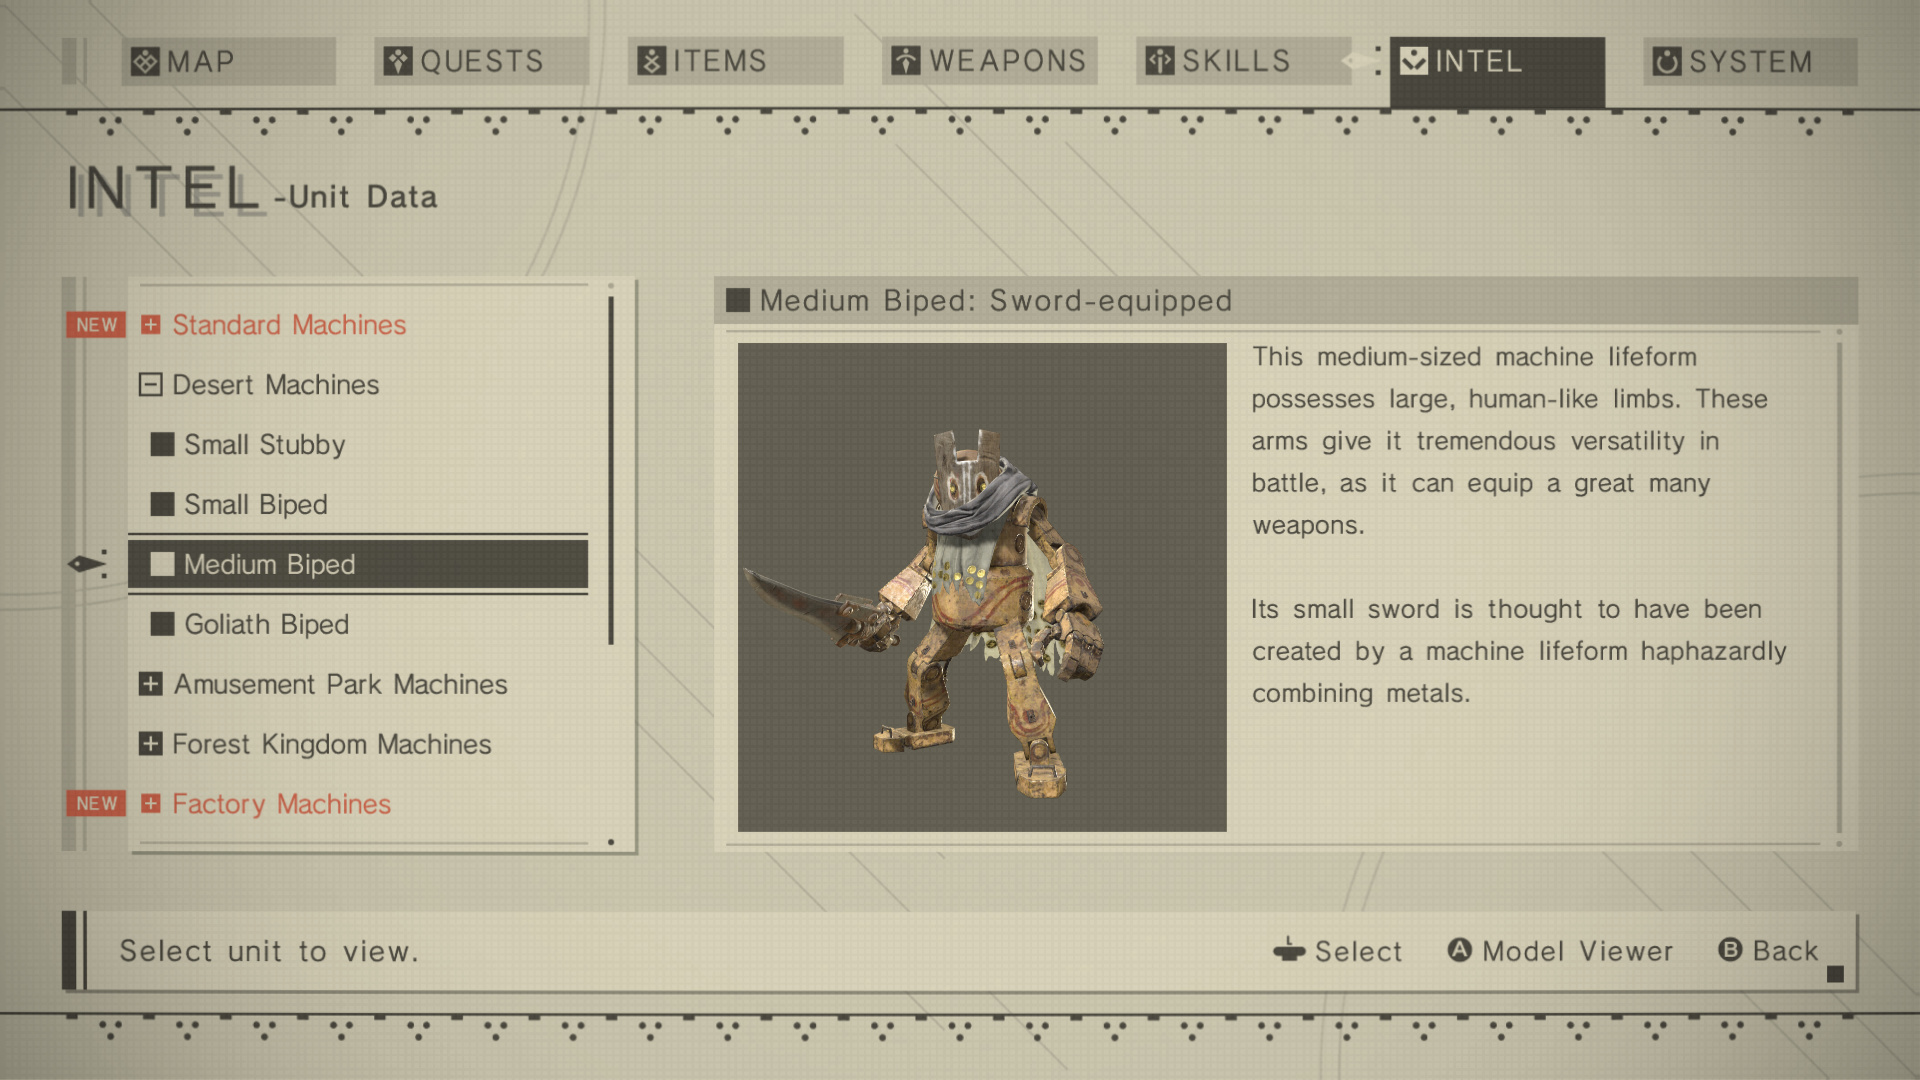 MAP QUESTS ITEMS WEAPONS SKILLS INTEL SYSTEM
INTEL -Unit Data
NEW Standard Machines
Desert Machines
Small Stubby
Small Biped
Medium Biped
Goliath Biped
Amusement Park Machines
Forest Kingdom Machines
NEW Factory Machines
Medium Biped: Sword-equipped
This medium-sized machine lifeform
possesses large, human-like limbs. These
arms give it tremendous versatility in
battle, as it can equip a great many
weapons.
Its small sword is thought to have been
created by a machine lifeform haphazardly
combining metals.
Select unit to view.
L Select A Model Viewer B Back